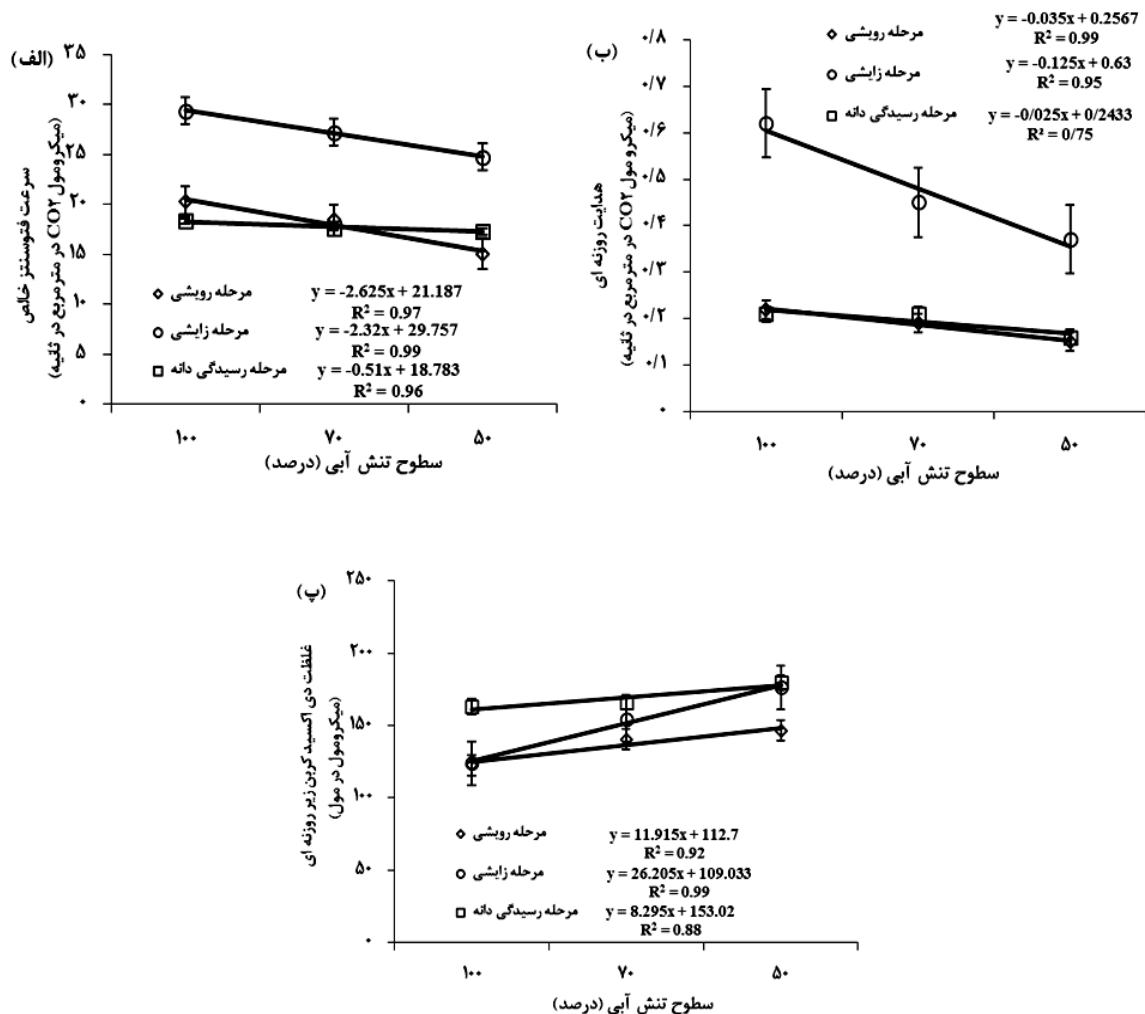 (الف)
سرعت فتوسنتز خالص
(میکرومول CO۲ در مترمربع در ثانیه)
۳۵
۳۰
۲۵
۲۰
۱۵
۱۰
۵
۰
مرحله رویشی y = -2.625x + 21.187
R² = 0.97
مرحله زایشی y = -2.32x + 29.757
R² = 0.99
مرحله رسیدگی دانه y = -0.51x + 18.783
R² = 0.96
۱۰۰ ۷۰ ۵۰
سطوح تنش آبی (درصد)
(ب)
هدایت روزنه ای
(میکرو مول CO۲ در مترمربع در ثانیه)
۰/۸
۰/۷
۰/۶
۰/۵
۰/۴
۰/۳
۰/۲
۰/۱
۰
مرحله رویشی y = -0.035x + 0.2567
R² = 0.99
مرحله زایشی y = -0.125x + 0.63
R² = 0.95
مرحله رسیدگی دانه y = -0/025x + 0/2433
R² = 0/75
۱۰۰ ۷۰ ۵۰
سطوح تنش آبی (درصد)
(پ)
غلظت دی اکسید کربن زیر روزنه ای
(میکرومول در مول)
۲۵۰
۲۰۰
۱۵۰
۱۰۰
۵۰
۰
مرحله رویشی y = 11.915x + 112.7
R² = 0.92
مرحله زایشی y = 26.205x + 109.033
R² = 0.99
مرحله رسیدگی دانه y = 8.295x + 153.02
R² = 0.88
۱۰۰ ۷۰ ۵۰
سطوح تنش آبی (درصد)